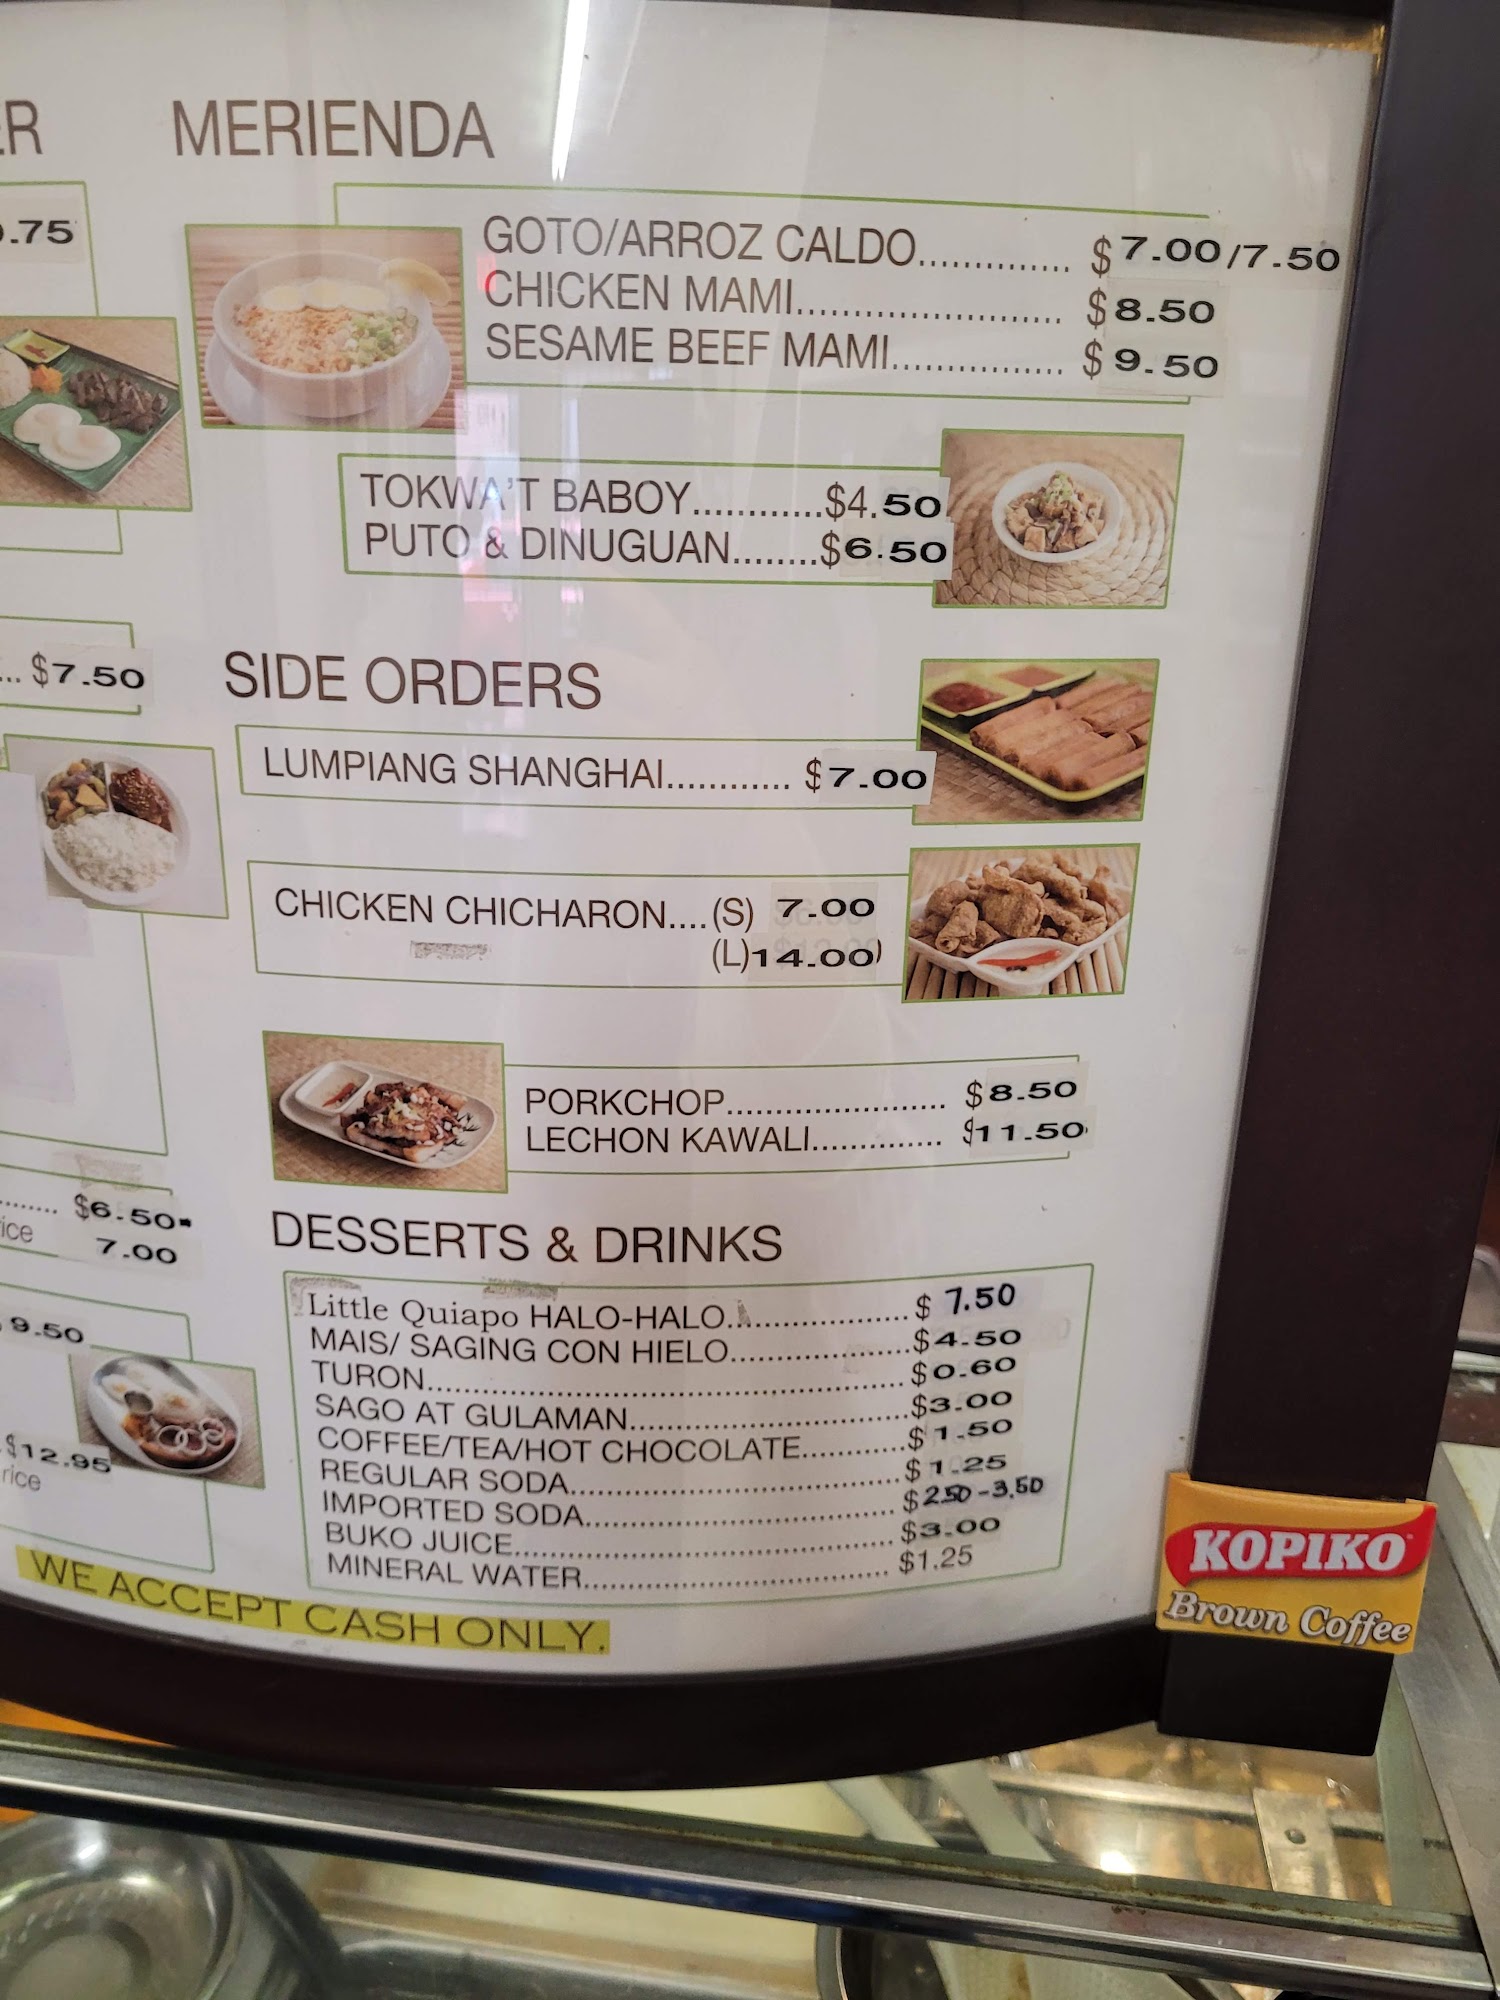 ER
.75
$7.50
$6.50
rice
7.00
9.50
$12.95
rice
MERIENDA
GOTO/ARROZ CALDO.............. $7.00/7.50
CHICKEN MAMI........................ $8.50
SESAME BEEF MAMI................ $9.50
TOKWA'T BABOY............$4.50
PUTO & DINUGUAN........$6.50
SIDE ORDERS
LUMPIANG SHANGHAI............ $7.00
CHICKEN CHICHARON....(S) 7.00
(L)14.00
PORKCHOP...................... $8.50
LECHON KAWALI............. $11.50
DESSERTS & DRINKS
Little Quiapo HALO-HALO.................. $ 7.50
MAIS/ SAGING CON HIELO....................$4.50
TURON.................................................... $0.60
SAGO AT GULAMAN..............................$3.00
COFFEE/TEA/HOT CHOCOLATE...........$ 1.50
REGULAR SODA................................... $ 1.25
IMPORTED SODA................................. $2.50-3.50
BUKO JUICE......................................... $3.00
MINERAL WATER................................. $1.25
WE ACCEPT CASH ONLY.
KOPIKO
Brown Coffee